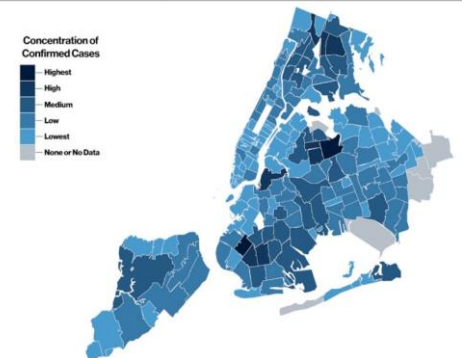 Concentration of
Confirmed Cases
Highest
High
Medium
Low
Lowest
None or No Data